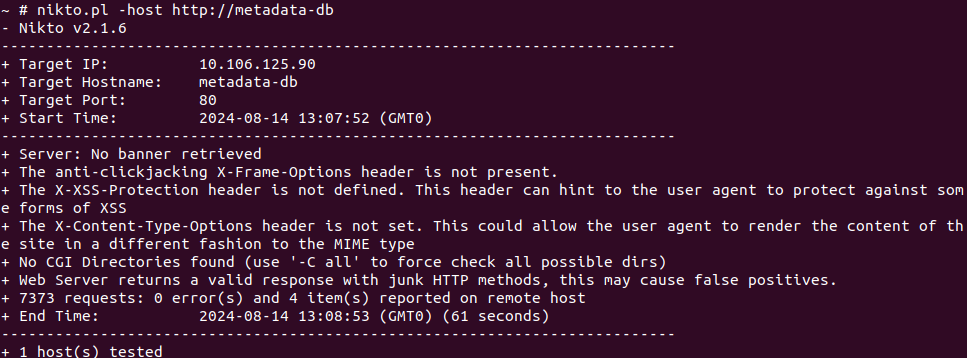 ~ # nikto.pl -host http://metadata-db
- Nikto v2.1.6
---------------------------------------------------------------------------
+ Target IP:          10.106.125.90
+ Target Hostname:    metadata-db
+ Target Port:        80
+ Start Time:         2024-08-14 13:07:52 (GMT0)
---------------------------------------------------------------------------
+ Server: No banner retrieved
+ The anti-clickjacking X-Frame-Options header is not present.
+ The X-XSS-Protection header is not defined. This header can hint to the user agent to protect against som
e forms of XSS
+ The X-Content-Type-Options header is not set. This could allow the user agent to render the content of th
e site in a different fashion to the MIME type
+ No CGI Directories found (use '-C all' to force check all possible dirs)
+ Web Server returns a valid response with junk HTTP methods, this may cause false positives.
+ 7373 requests: 0 error(s) and 4 item(s) reported on remote host
+ End Time:           2024-08-14 13:08:53 (GMT0) (61 seconds)
---------------------------------------------------------------------------
+ 1 host(s) tested